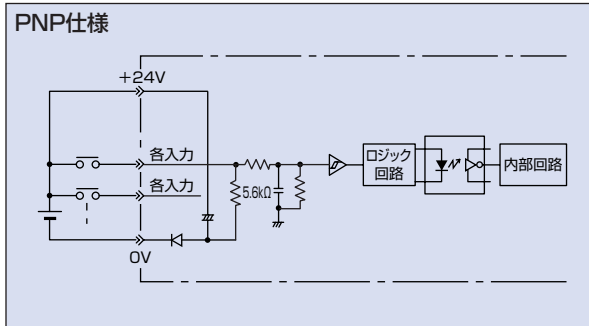 PNP仕様
+24V
各入力
各入力
5.6kΩ
ロジック
回路
内部回路
0V